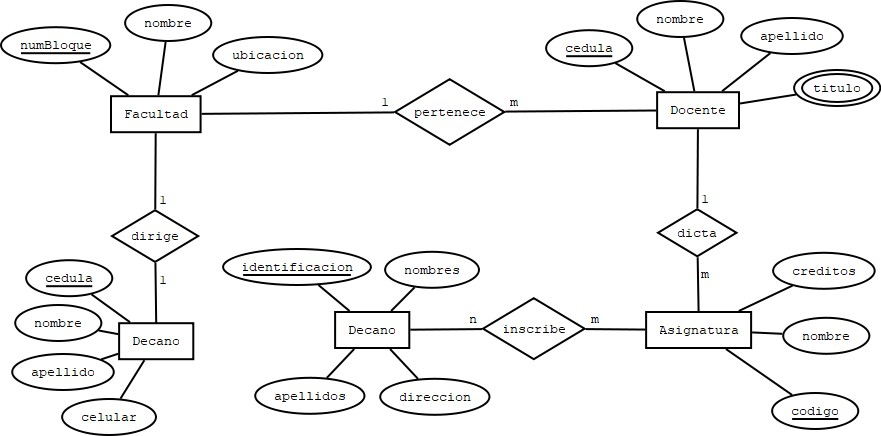 nombre
numBloque
ubicacion
Facultad
1
pertenece
m
nombre
cedula
apellido
titulo
Docente
1
dirige
1
1
dicta
m
cedula
nombre
apellido
celular
Decano
identificacion
nombres
Decano
apellidos
direccion
n
inscribe
m
Asignatura
creditos
nombre
codigo